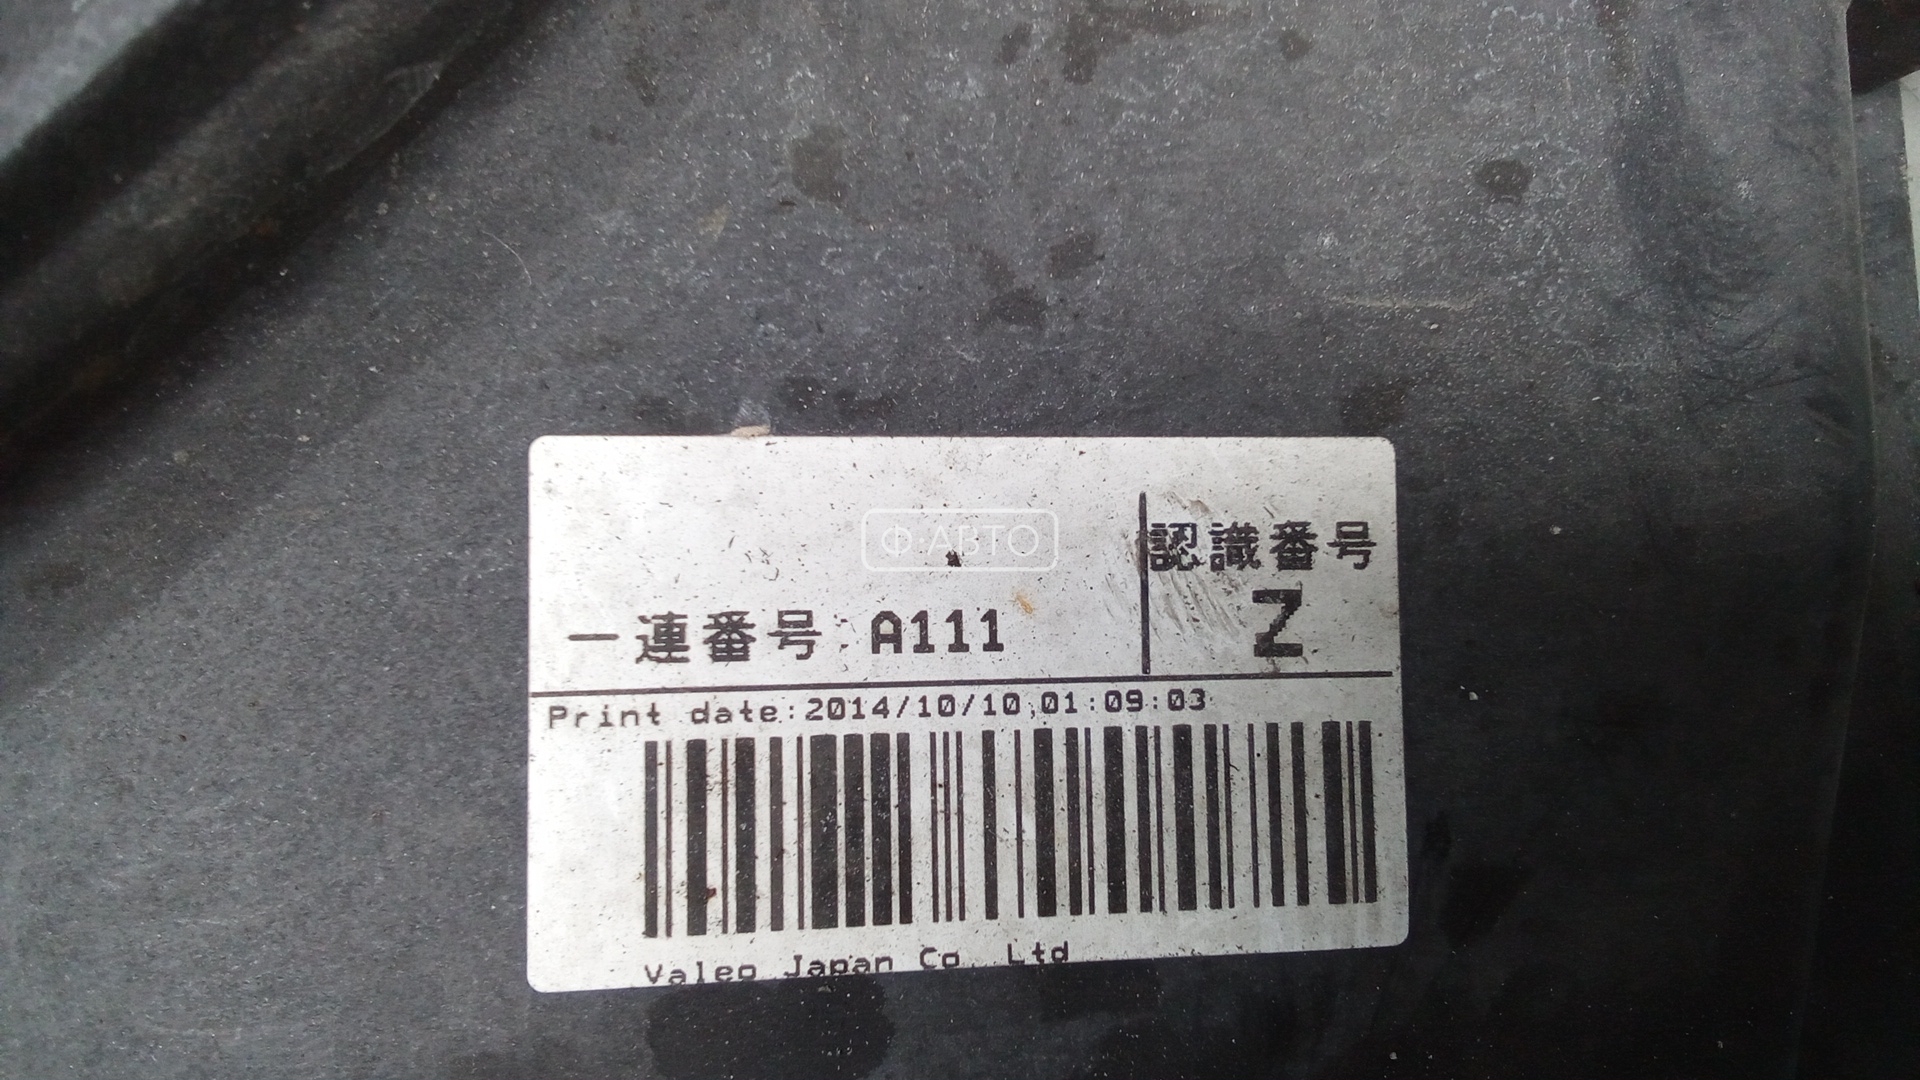 認識番号
Ф·АВТО
一連番号:A111
Z
Print date:2014/10/10,01:09:03
Valeo Japan Co. Ltd